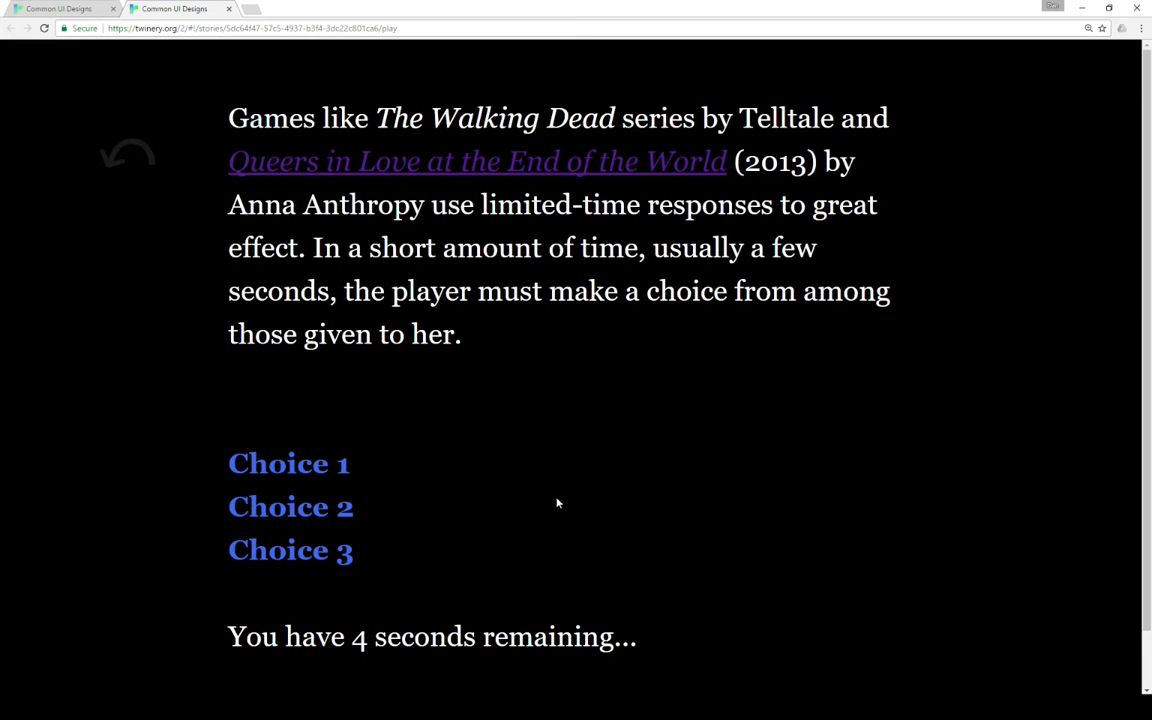 Common UI Designs
Common UI Designs
Secure
https://twinery.org/2/#!/stories/5dc64f47-57c5-4937-b3f4-3dc22c801ca6/play
Games like The Walking Dead series by Telltale and
Queers in Love at the End of the World (2013) by
Anna Anthropy use limited-time responses to great
effect. In a short amount of time, usually a few
seconds, the player must make a choice from among
those given to her.
Choice 1
Choice 2
Choice 3
You have 4 seconds remaining...